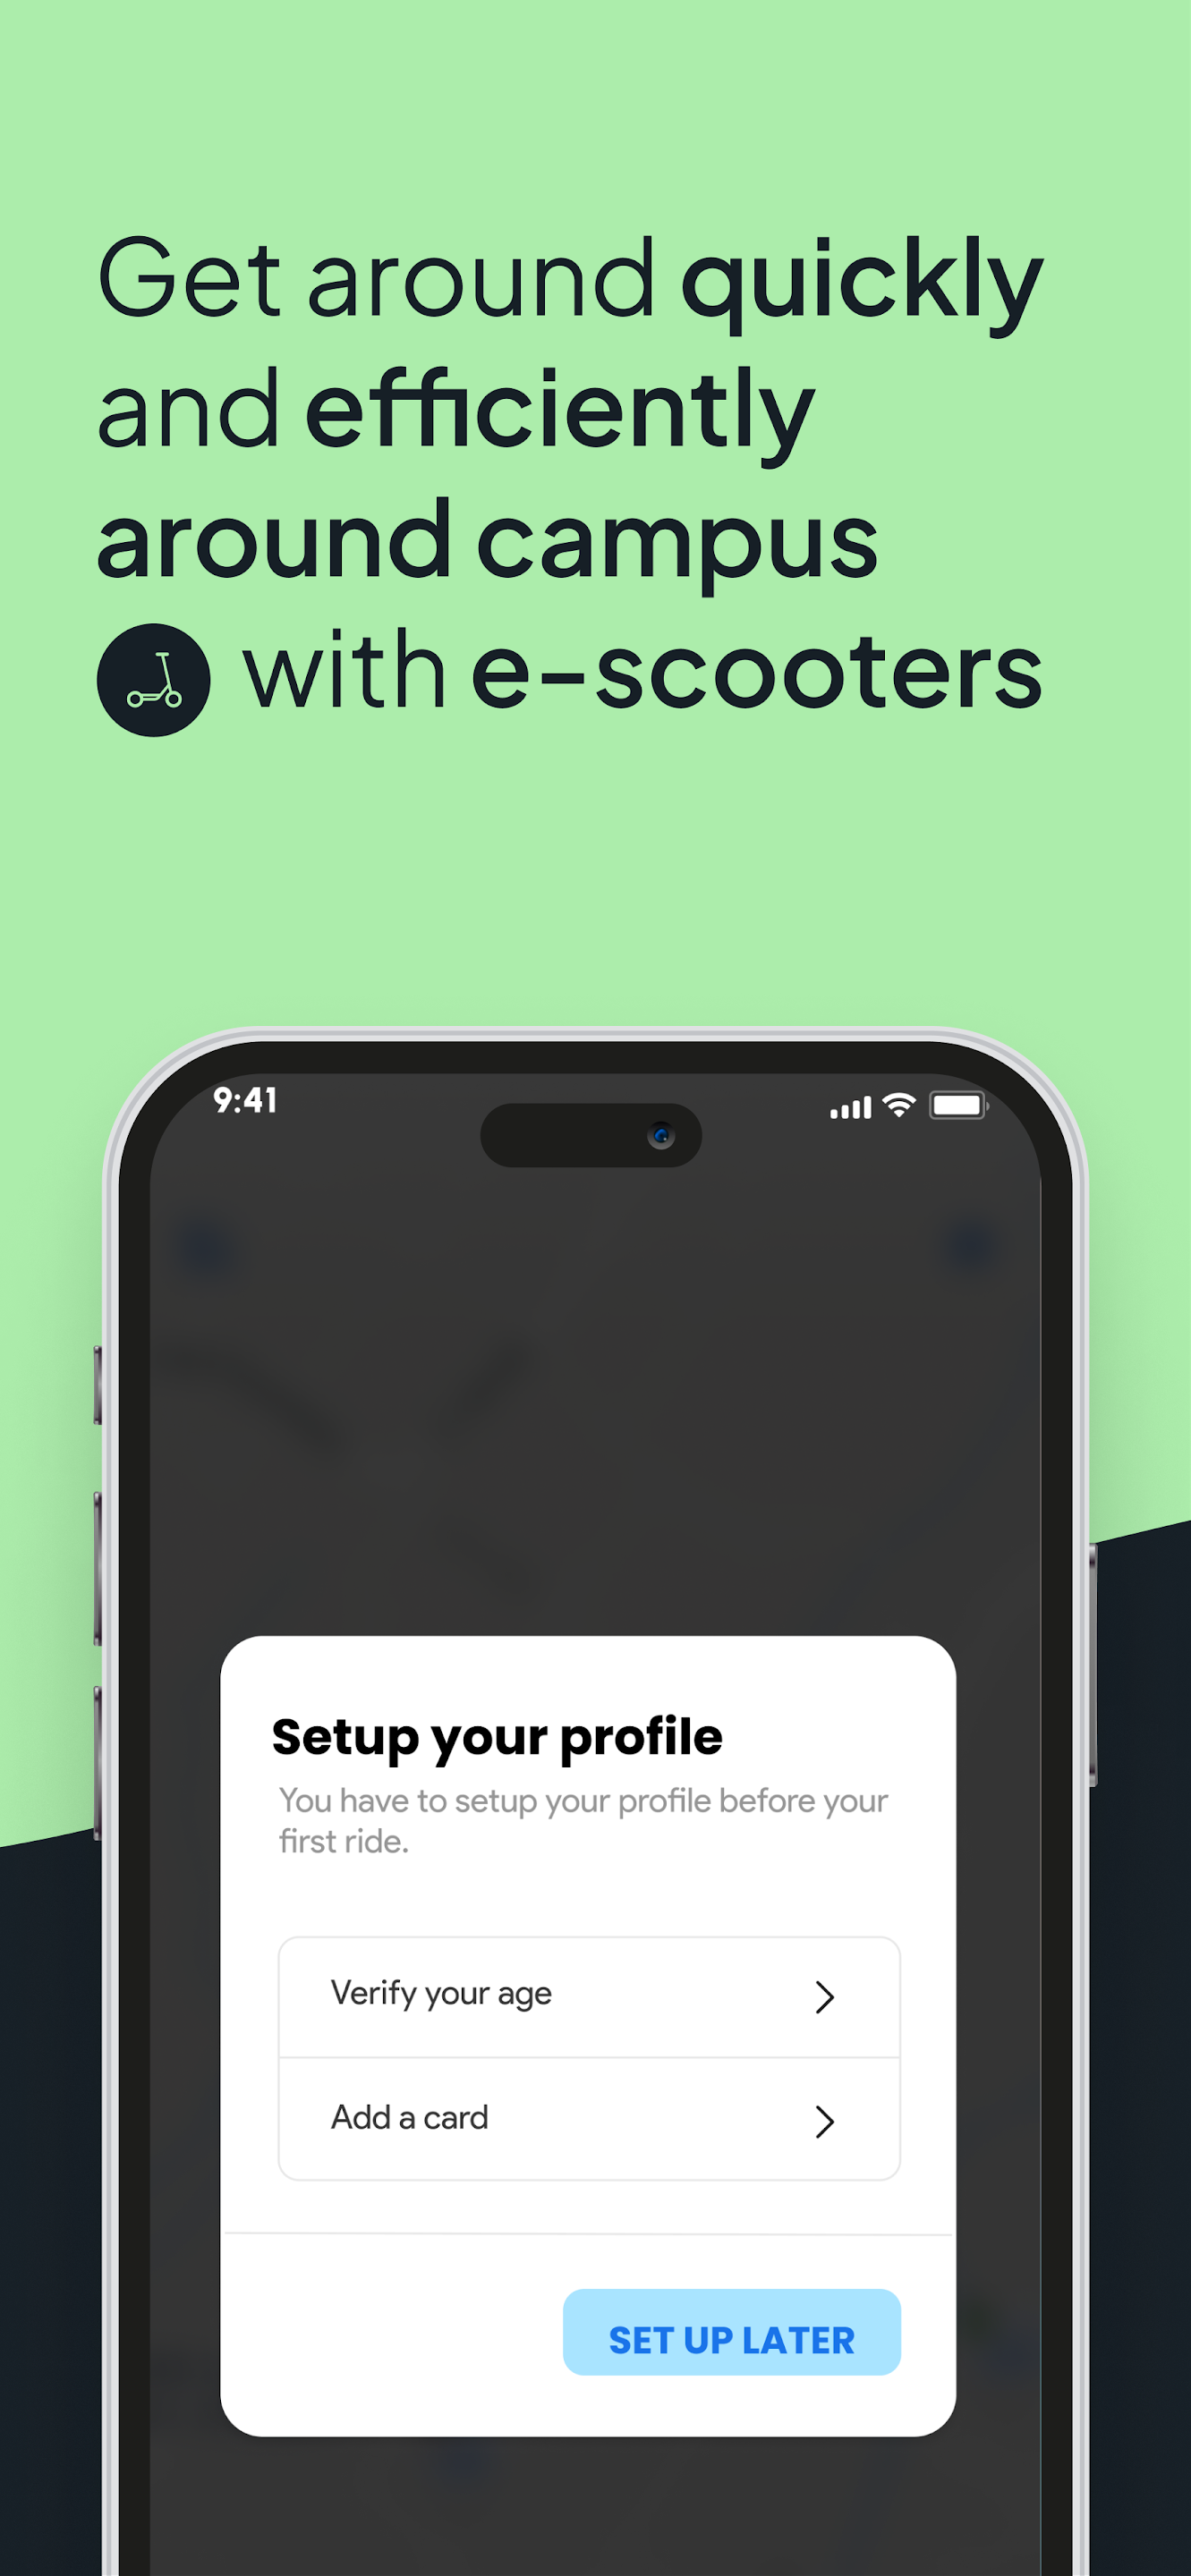 Get around quickly
and efficiently
around campus
with e-scooters
9:41
Setup your profile
You have to setup your profile before your
first ride.
Verify your age
Add a card
SET UP LATER